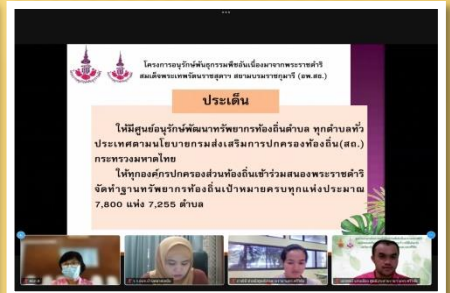 โครงการอนุรักษ์พันธุกรรมพืชอันเนื่องมาจากพระราชดำริ
สมเด็จพระเทพรัตนราชสุดาฯ สยามบรมราชกุมารี (อพ.สธ.)
ประเด็น
ให้มีศูนย์อนุรักษ์พัฒนาทรัพยากรท้องถิ่นตำบล ทุกตำบลทั่ว
ประเทศตามนโยบายกรมส่งเสริมการปกครองท้องถิ่น(สถ.)
กระทรวงมหาดไทย
ให้ทุกองค์กรปกครองส่วนท้องถิ่นเข้าร่วมสนองพระราชดำริ
จัดทำฐานทรัพยากรท้องถิ่นเป้าหมายครบทุกแห่งประมาณ
7,800 แห่ง 7,255 ตำบล